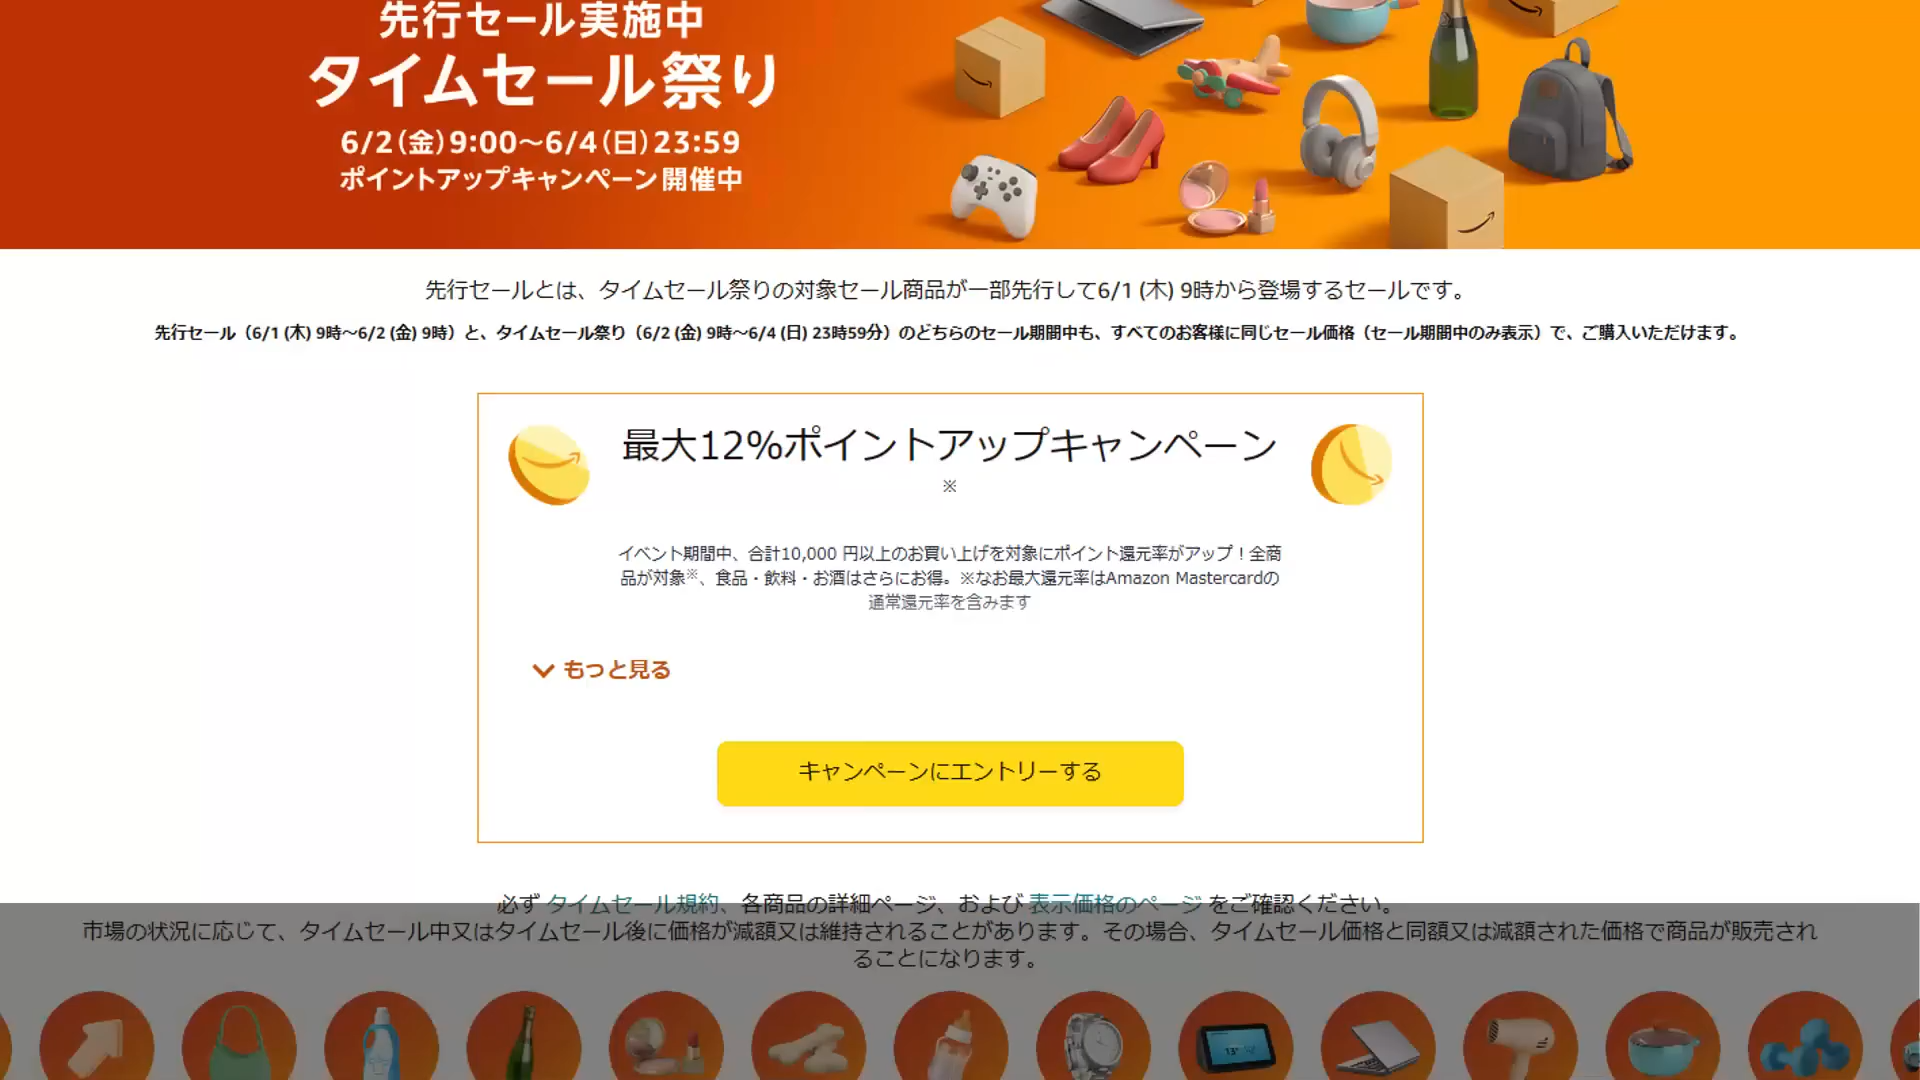 先行セール実施中
タイムセール祭り
6/2(金)9:00～6/4(日)23:59
ポイントアップキャンペーン開催中
先行セールとは、タイムセール祭りの対象セール商品が一部先行して6/1 (木) 9時から登場するセールです。
先行セール（6/1 (木) 9時～6/2 (金) 9時）と、タイムセール祭り（6/2 (金) 9時～6/4 (日) 23時59分）のどちらのセール期間中も、すべてのお客様に同じセール価格（セール期間中のみ表示）で、ご購入いただけます。
最大12%ポイントアップキャンペーン
※
イベント期間中、合計10,000 円以上のお買い上げを対象にポイント還元率がアップ！全商
品が対象※、食品・飲料・お酒はさらにお得。※なお最大還元率はAmazon Mastercardの
通常還元率を含みます
もっと見る
キャンペーンにエントリーする
必ず タイムセール規約、各商品の詳細ページ、および 表示価格のページ をご確認ください。
市場の状況に応じて、タイムセール中又はタイムセール後に価格が減額又は維持されることがあります。その場合、タイムセール価格と同額又は減額された価格で商品が販売され
ることになります。